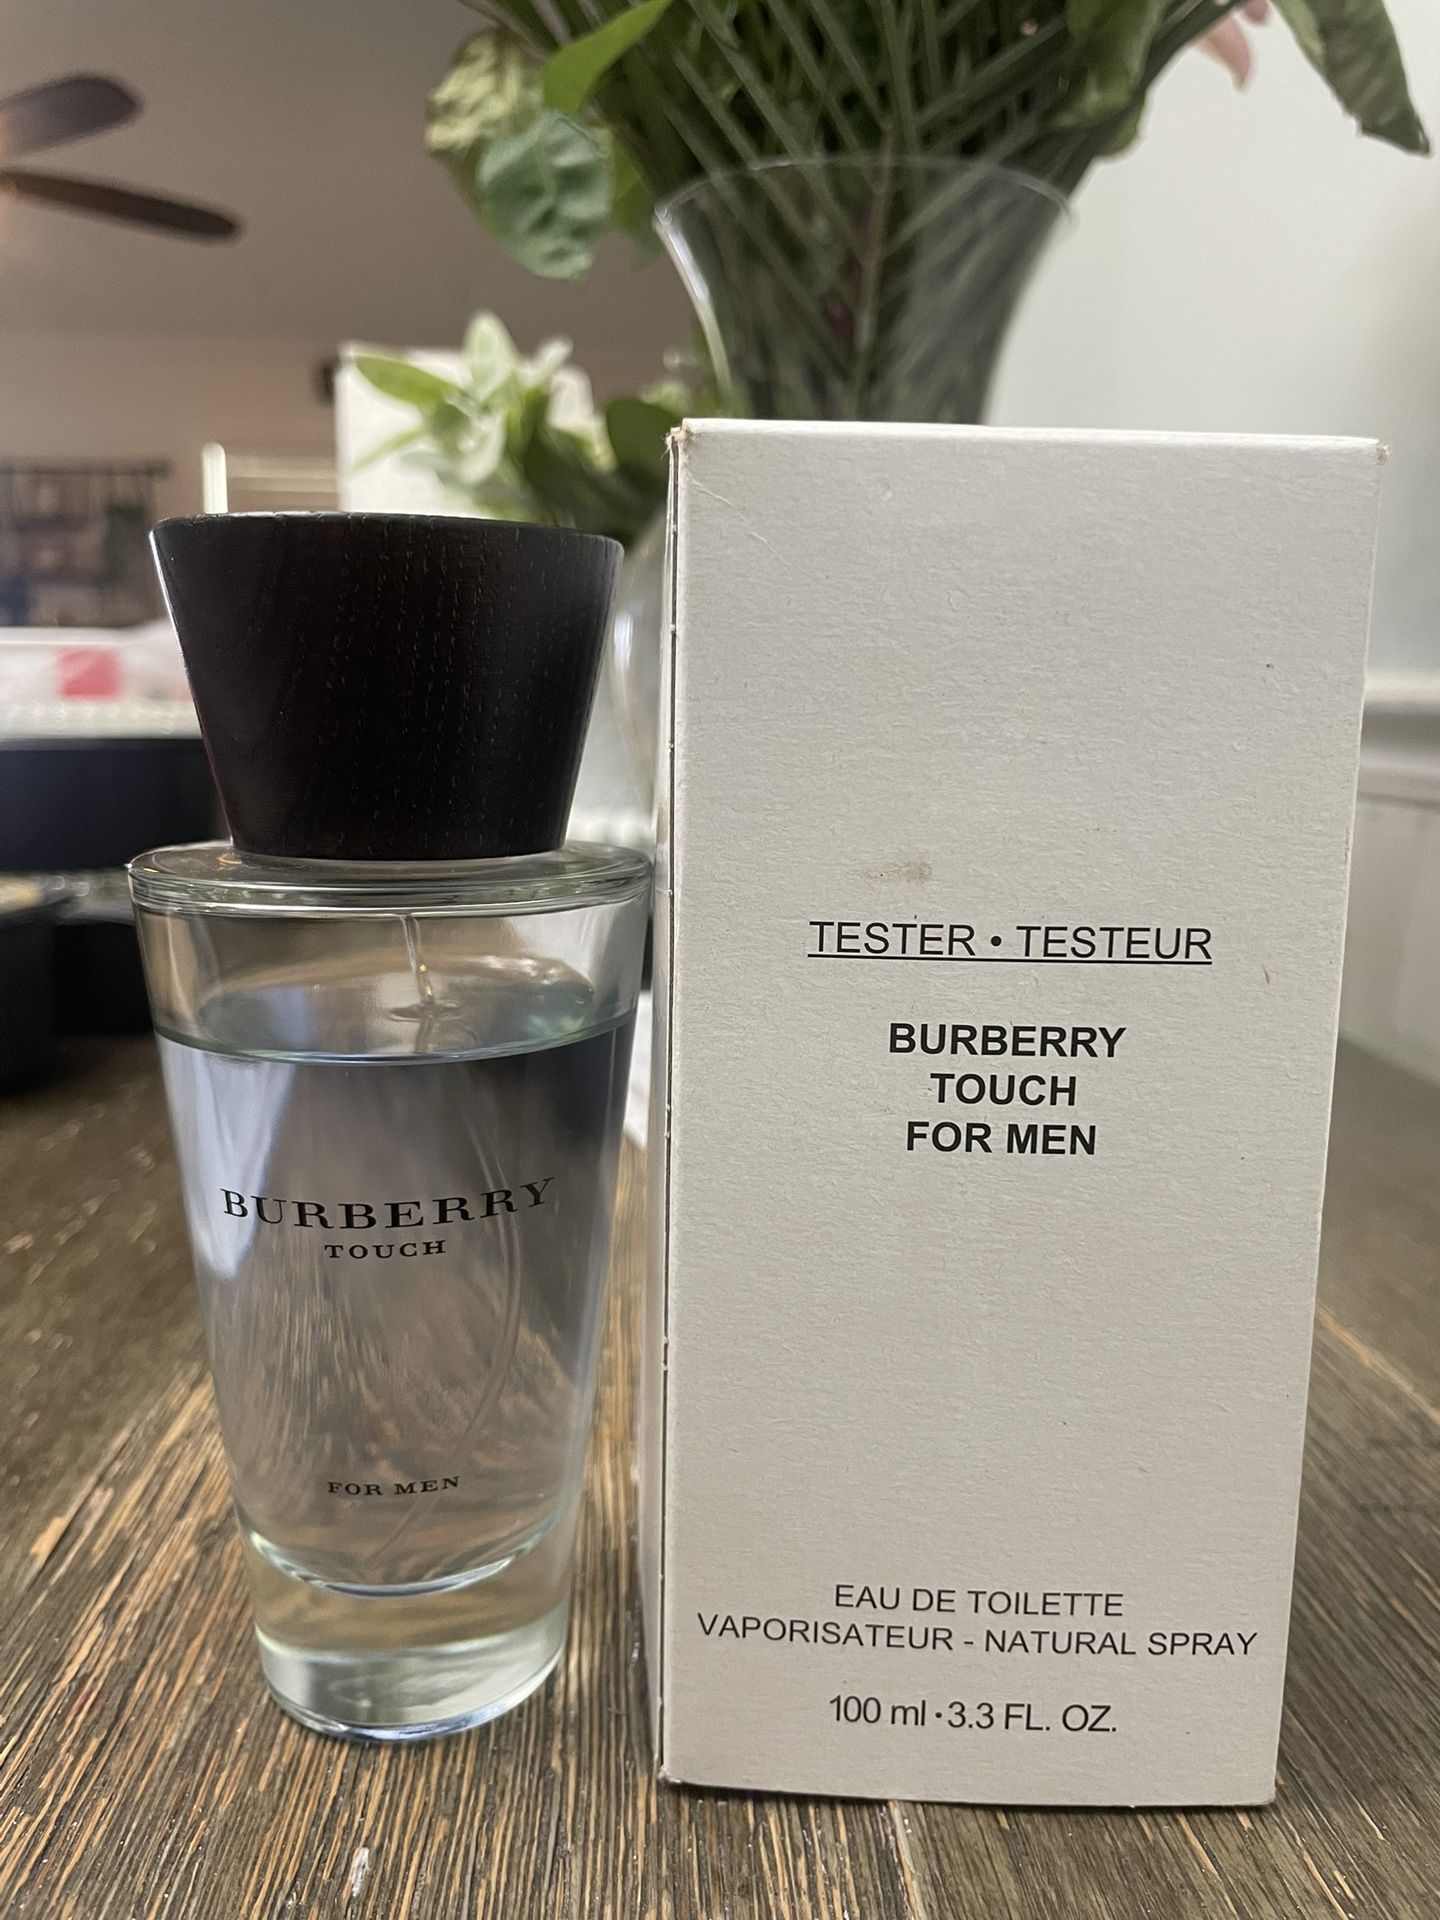 BURBERRY
TOUCH
FOR MEN
TESTER • TESTEUR
BURBERRY
TOUCH
FOR MEN
EAU DE TOILETTE
VAPORISATEUR - NATURAL SPRAY
100 ml • 3.3 FL. OZ.